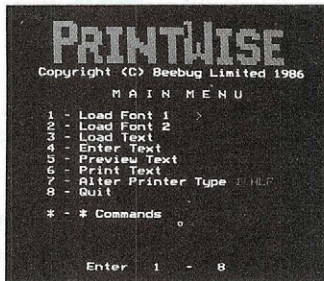 PRINTWISE
Copyright (C) Beebug Limited 1986
MAIN MENU
1 - Load Font 1
2 - Load Font 2
3 - Load Text
4 - Enter Text
5 - Preview Text
6 - Print Text
7 - Alter Printer Type
8 - Quit
* - * Commands
Enter 1 - 8